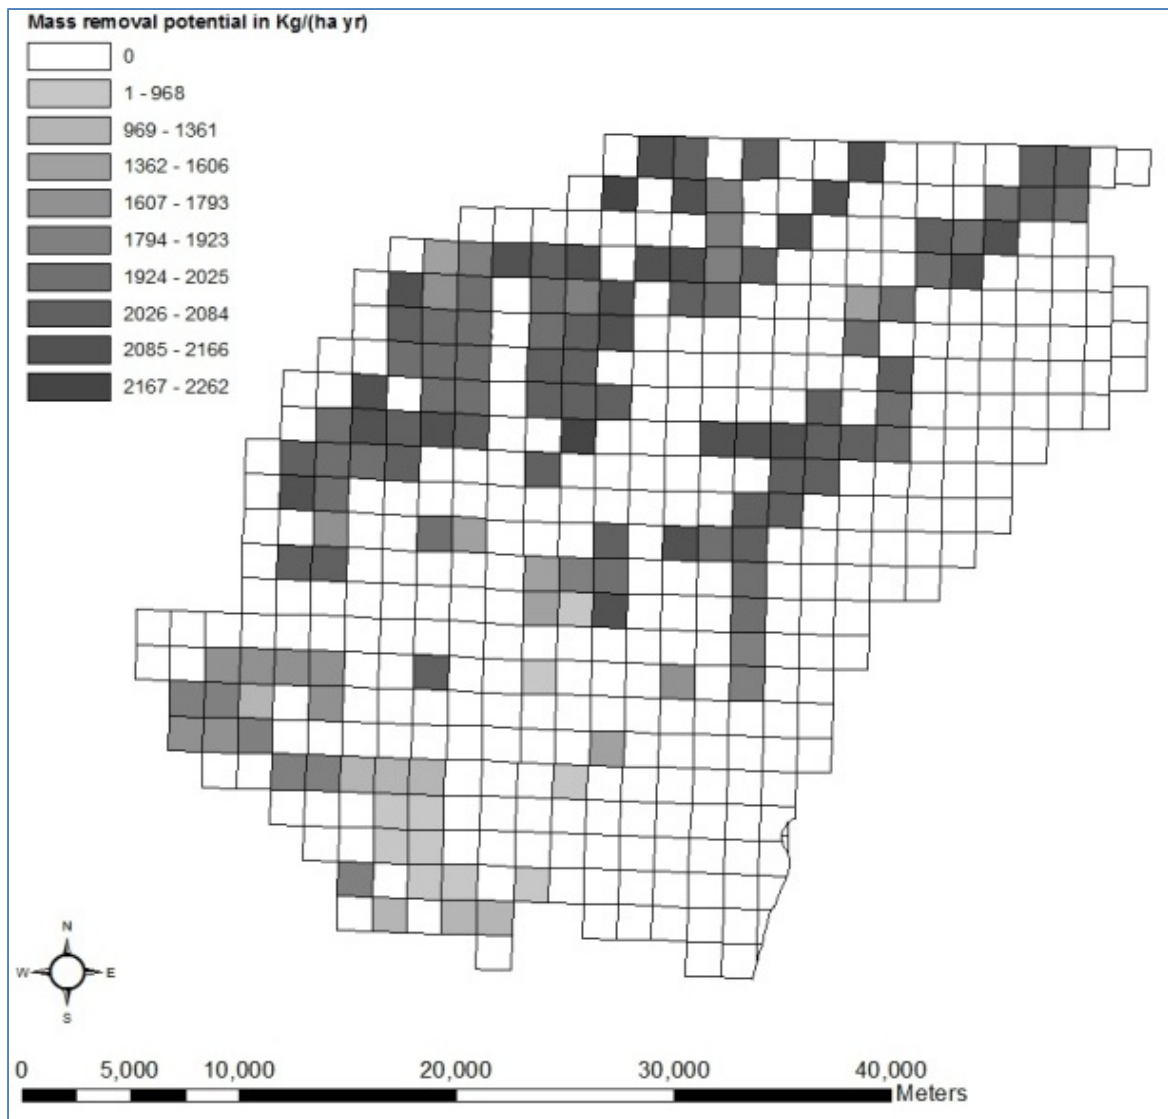 Mass removal potential in Kg/(ha yr)
0
1 - 968
969 - 1361
1362 - 1606
1607 - 1793
1794 - 1923
1924 - 2025
2026 - 2084
2085 - 2166
2167 - 2262
N
W E
S
0 5,000 10,000 20,000 30,000 40,000
Meters